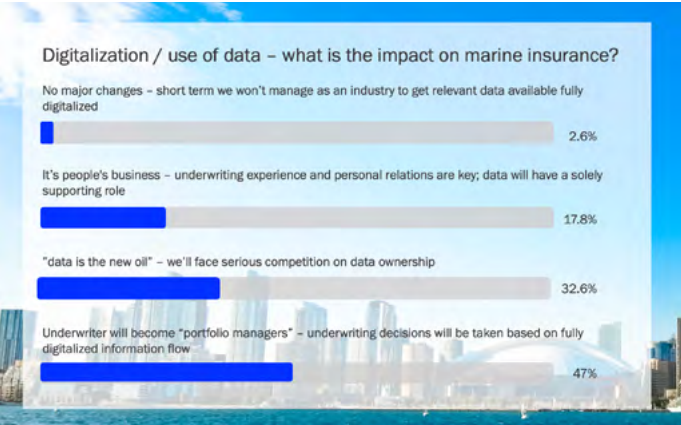 Digitalization / use of data – what is the impact on marine insurance?
No major changes – short term we won't manage as an industry to get relevant data available fully
digitalized
2.6%
It's people's business – underwriting experience and personal relations are key; data will have a solely
supporting role
17.8%
"data is the new oil" – we'll face serious competition on data ownership
32.6%
Underwriter will become "portfolio managers" – underwriting decisions will be taken based on fully
digitalized information flow
47%